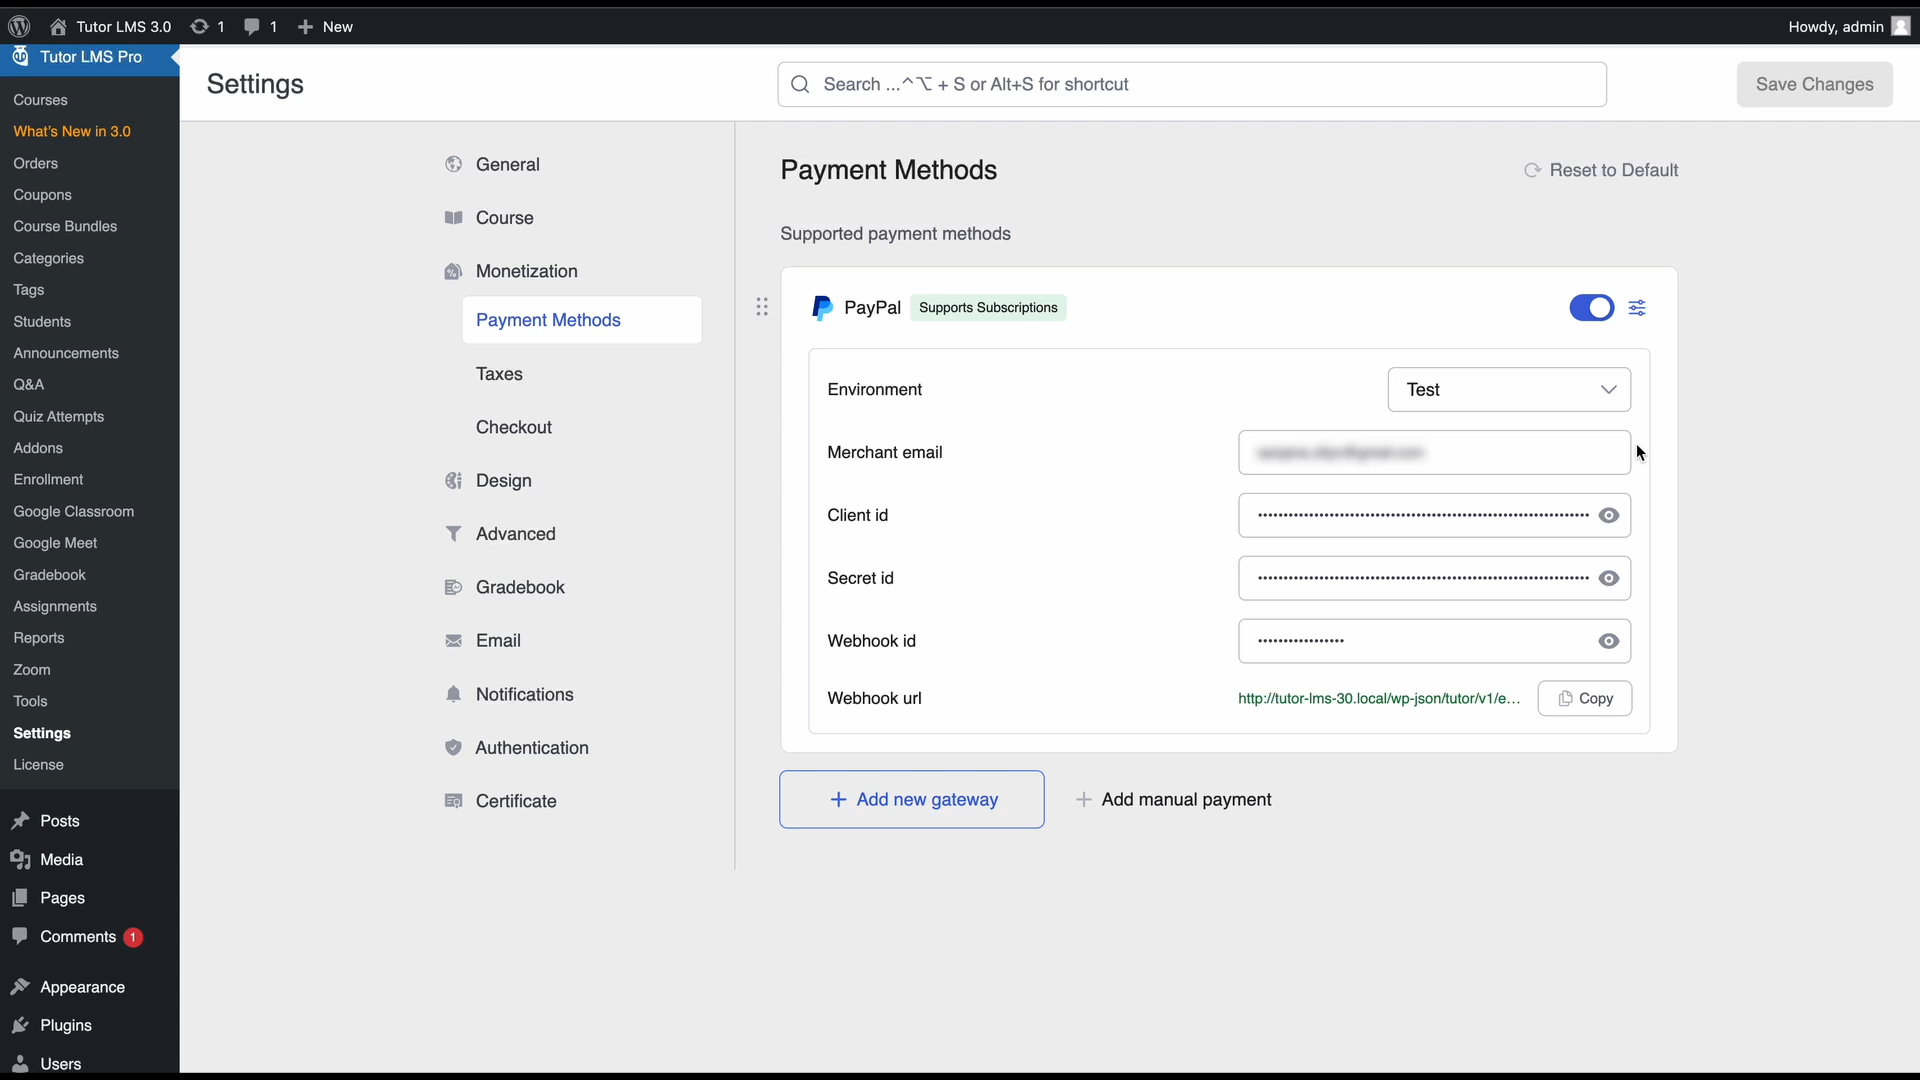 Tutor LMS 3.0 1 1 New
Howdy, admin
Tutor LMS Pro
Courses
What's New in 3.0
Orders
Coupons
Course Bundles
Categories
Tags
Students
Announcements
Q&A
Quiz Attempts
Addons
Enrollment
Google Classroom
Google Meet
Gradebook
Assignments
Reports
Zoom
Tools
Settings
License
Posts
Media
Pages
Comments 1
Appearance
Plugins
Users
Settings
Search ...^⌥ + S or Alt+S for shortcut
Save Changes
General
Course
Monetization
Payment Methods
Taxes
Checkout
Design
Advanced
Gradebook
Email
Notifications
Authentication
Certificate
Payment Methods
Reset to Default
Supported payment methods
PayPal Supports Subscriptions
Environment Test
Merchant email
Client id
Secret id
Webhook id
Webhook url http://tutor-lms-30.local/wp-json/tutor/v1/e... Copy
Add new gateway
Add manual payment